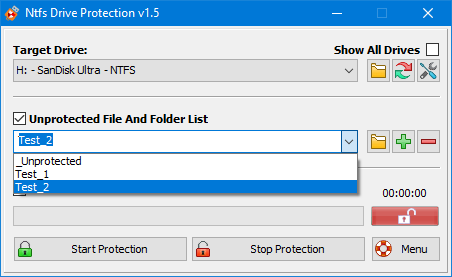 Ntfs Drive Protection v1.5
Target Drive:
Show All Drives
H: - SanDisk Ultra - NTFS
Unprotected File And Folder List
Test_2
_Unprotected
Test_1
Test_2
00:00:00
Start Protection
Stop Protection
Menu